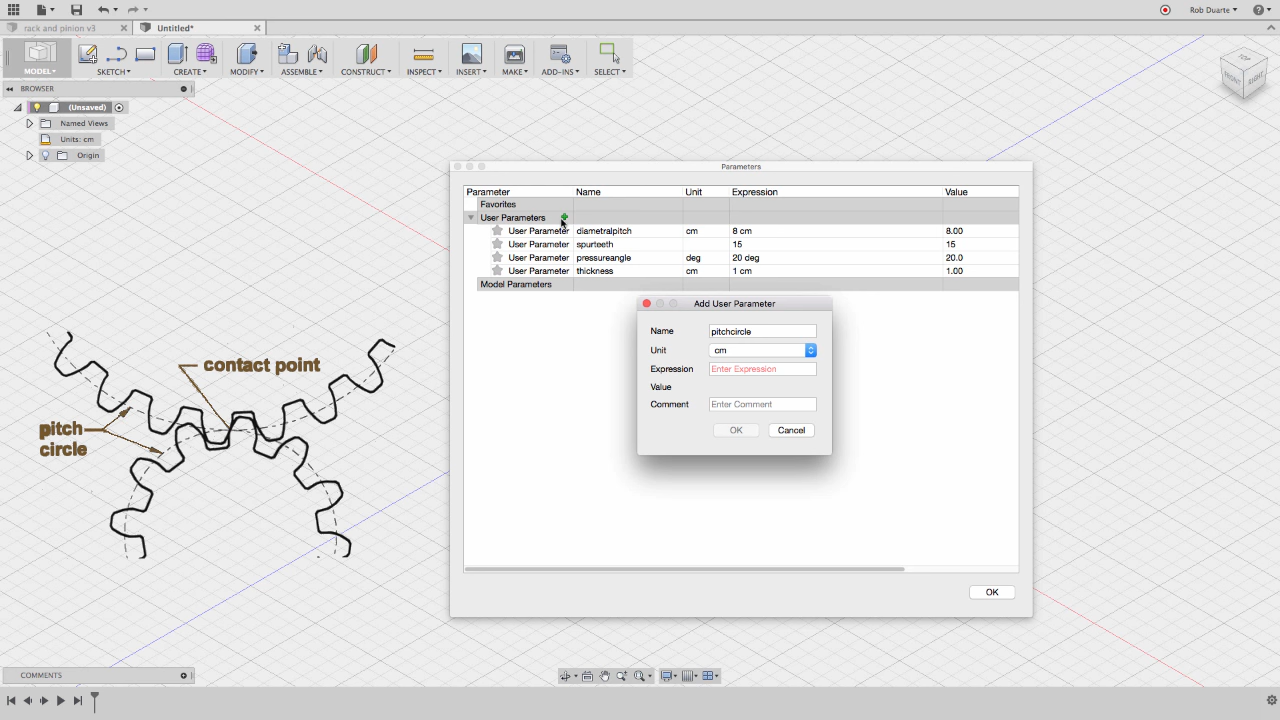 Rob Duarte
rack and pinion v3
Untitled*
MODEL
SKETCH
CREATE
MODIFY
ASSEMBLE
CONSTRUCT
INSPECT
INSERT
MAKE
ADD-INS
SELECT
BROWSER
(Unsaved)
Named Views
Units: cm
Origin
TOP
FRONT
RIGHT
Parameters
Parameter Name Unit Expression Value
Favorites
User Parameters
User Parameter diametralpitch cm 8 cm 8.00
User Parameter spurteeth 15 15
User Parameter pressureangle deg 20 deg 20.0
User Parameter thickness cm 1 cm 1.00
Model Parameters
Add User Parameter
Name pitchcircle
Unit cm
Expression Enter Expression
Value
Comment Enter Comment
OK Cancel
contact point
pitch
circle
OK
COMMENTS